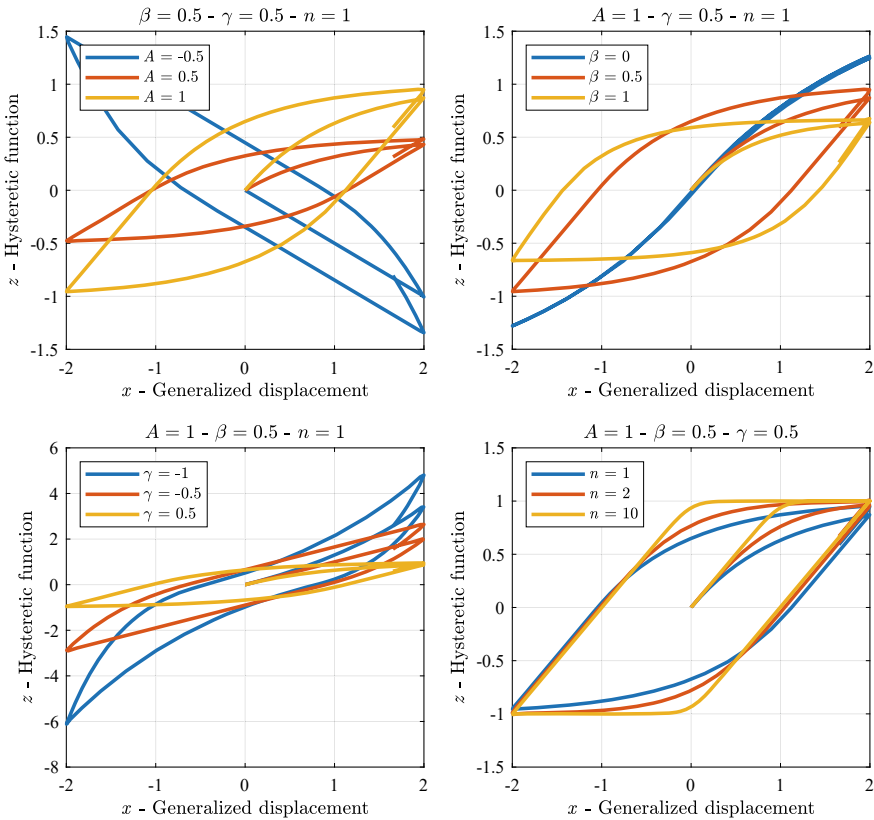 β = 0.5 - γ = 0.5 - n = 1
1.5
1
0.5
0
-0.5
-1
-1.5
-2
-1
0
1
2
z - Hysteretic function
x - Generalized displacement
A = -0.5
A = 0.5
A = 1
A = 1 - γ = 0.5 - n = 1
1.5
1
0.5
0
-0.5
-1
-1.5
-2
-1
0
1
2
z - Hysteretic function
x - Generalized displacement
β = 0
β = 0.5
β = 1
A = 1 - β = 0.5 - n = 1
6
4
2
0
-2
-4
-6
-8
-2
-1
0
1
2
z - Hysteretic function
x - Generalized displacement
γ = -1
γ = -0.5
γ = 0.5
A = 1 - β = 0.5 - γ = 0.5
1.5
1
0.5
0
-0.5
-1
-1.5
-2
-1
0
1
2
z - Hysteretic function
x - Generalized displacement
n = 1
n = 2
n = 10